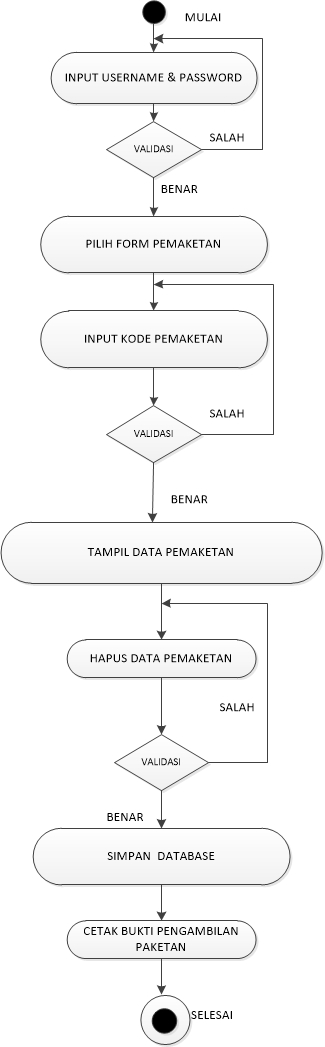 MULAI
INPUT USERNAME & PASSWORD
SALAH
VALIDASI
BENAR
PILIH FORM PEMAKETAN
INPUT KODE PEMAKETAN
SALAH
VALIDASI
BENAR
TAMPIL DATA PEMAKETAN
HAPUS DATA PEMAKETAN
SALAH
VALIDASI
BENAR
SIMPAN DATABASE
CETAK BUKTI PENGAMBILAN
PAKETAN
SELESAI